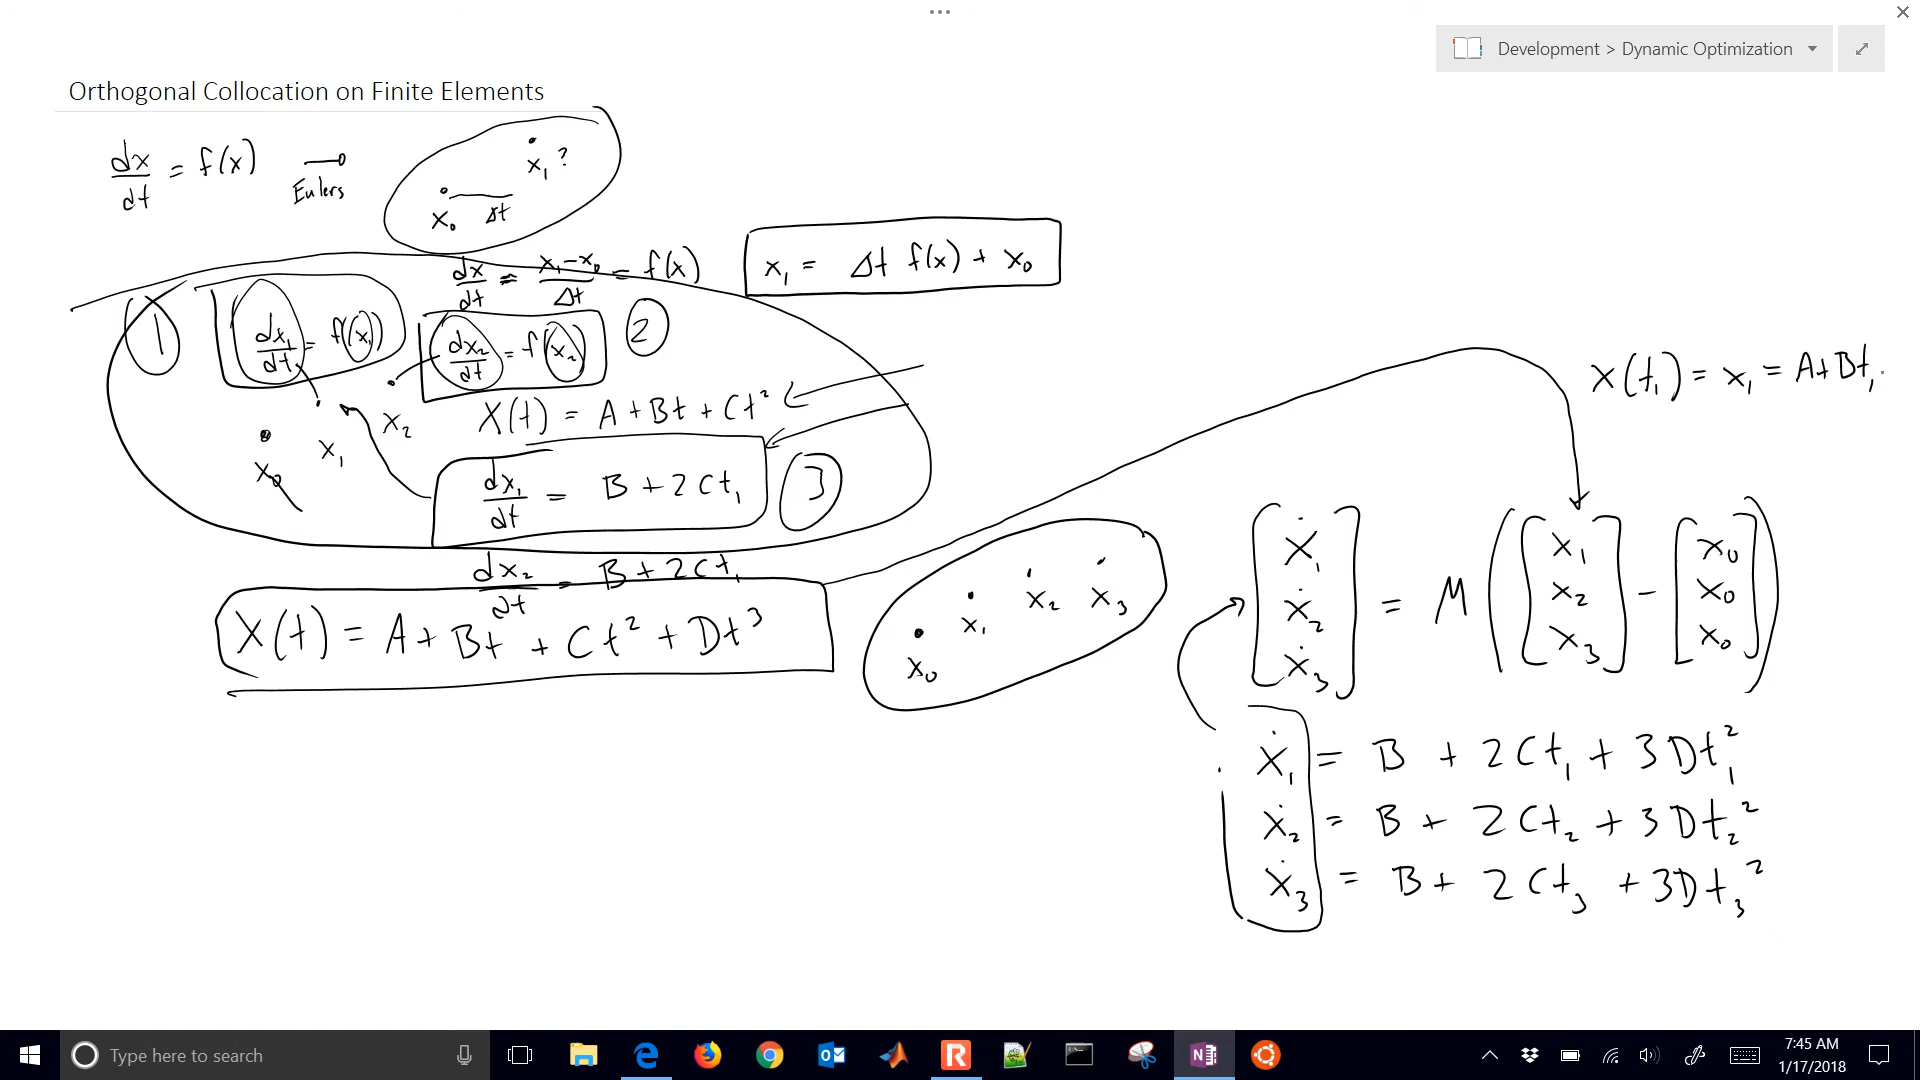 Development > Dynamic Optimization
Orthogonal Collocation on Finite Elements
dx/dt = f(x)
Eulers
x₀ Δt x₁ ?
dx/dt ≈ (x₁ - x₀)/Δt = f(x)
x₁ = Δt f(x) + x₀
1 dx₁/dt = f(x₁)
dx₂/dt = f(x₂) 2
x₀ x₁ x₂
X(t) = A + Bt + Ct²
dx₁/dt = B + 2Ct₁ 3
dx₂/dt = B + 2Ct₁
X(t) = A + Bt + Ct² + Dt³
x₀ x₁ x₂ x₃
X(t₁) = x₁ = A + Bt₁
[ẋ₁ ẋ₂ ẋ₃] = M ([x₁ x₂ x₃] - [x₀ x₀ x₀])
ẋ₁ = B + 2Ct₁ + 3Dt₁²
ẋ₂ = B + 2Ct₂ + 3Dt₂²
ẋ₃ = B + 2Ct₃ + 3Dt₃²
Type here to search
7:45 AM
1/17/2018